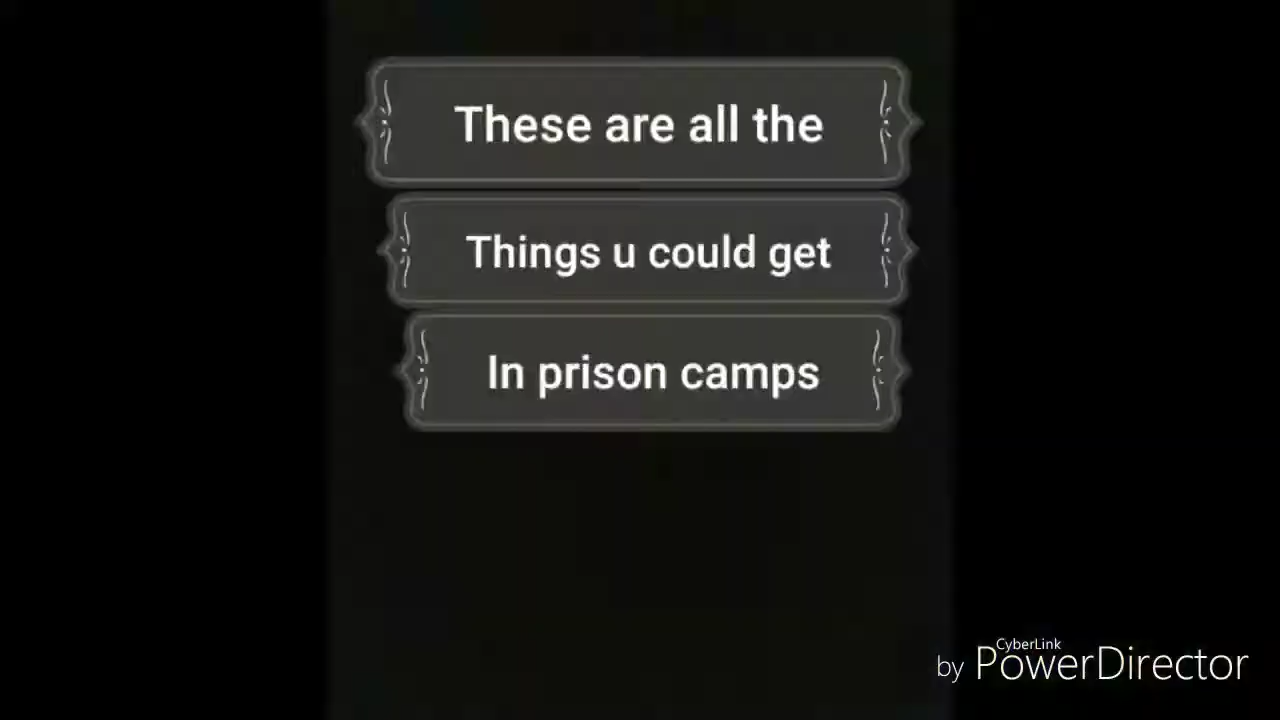 These are all the
Things u could get
In prison camps
CyberLink
by PowerDirector